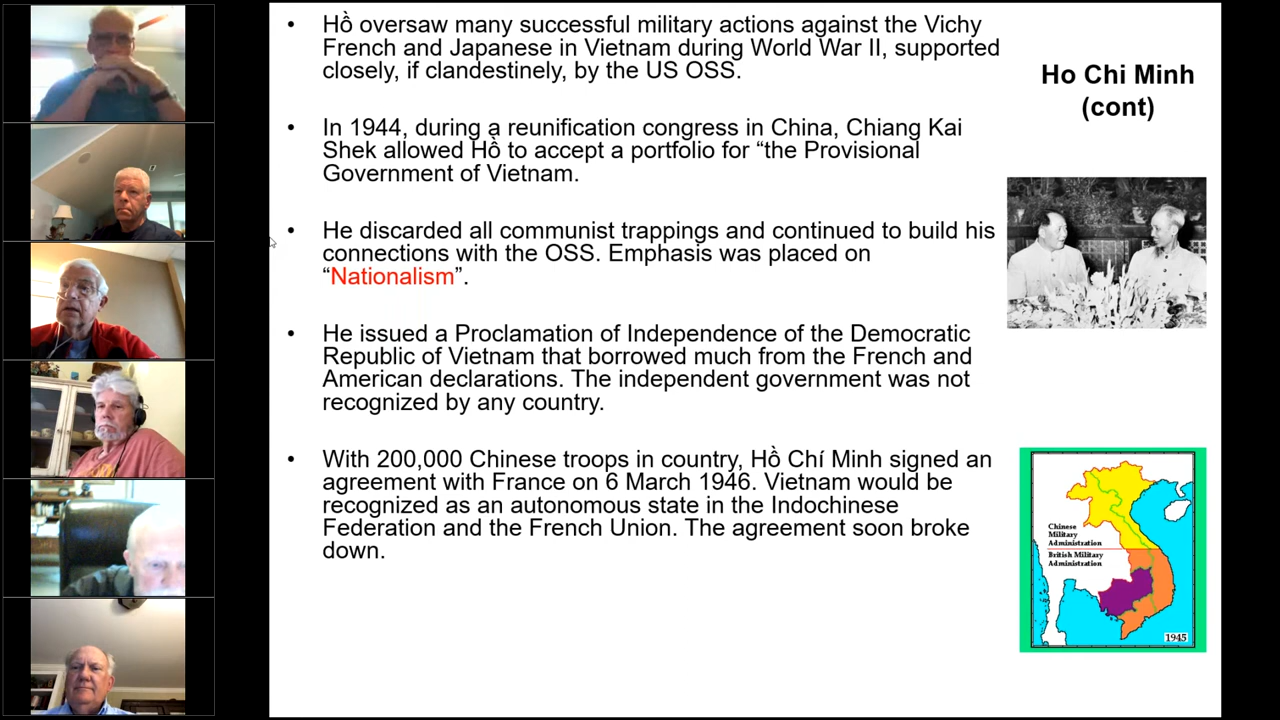 • Hồ oversaw many successful military actions against the Vichy
French and Japanese in Vietnam during World War II, supported
closely, if clandestinely, by the US OSS.
• In 1944, during a reunification congress in China, Chiang Kai
Shek allowed Hồ to accept a portfolio for “the Provisional
Government of Vietnam.
• He discarded all communist trappings and continued to build his
connections with the OSS. Emphasis was placed on
“Nationalism”.
• He issued a Proclamation of Independence of the Democratic
Republic of Vietnam that borrowed much from the French and
American declarations. The independent government was not
recognized by any country.
• With 200,000 Chinese troops in country, Hồ Chí Minh signed an
agreement with France on 6 March 1946. Vietnam would be
recognized as an autonomous state in the Indochinese
Federation and the French Union. The agreement soon broke
down.
Ho Chi Minh
(cont)
Chinese
Military
Administration
British Military
Administration
1945